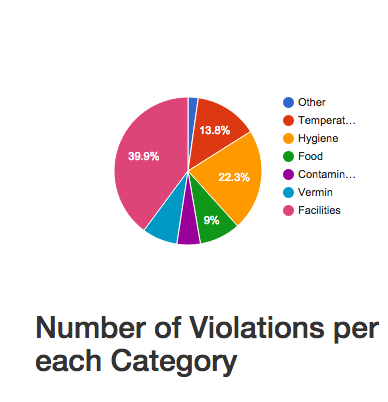 Other
Temperat...
Hygiene
Food
Contamin...
Vermin
Facilities
13.8%
39.9%
22.3%
9%
Number of Violations per
each Category